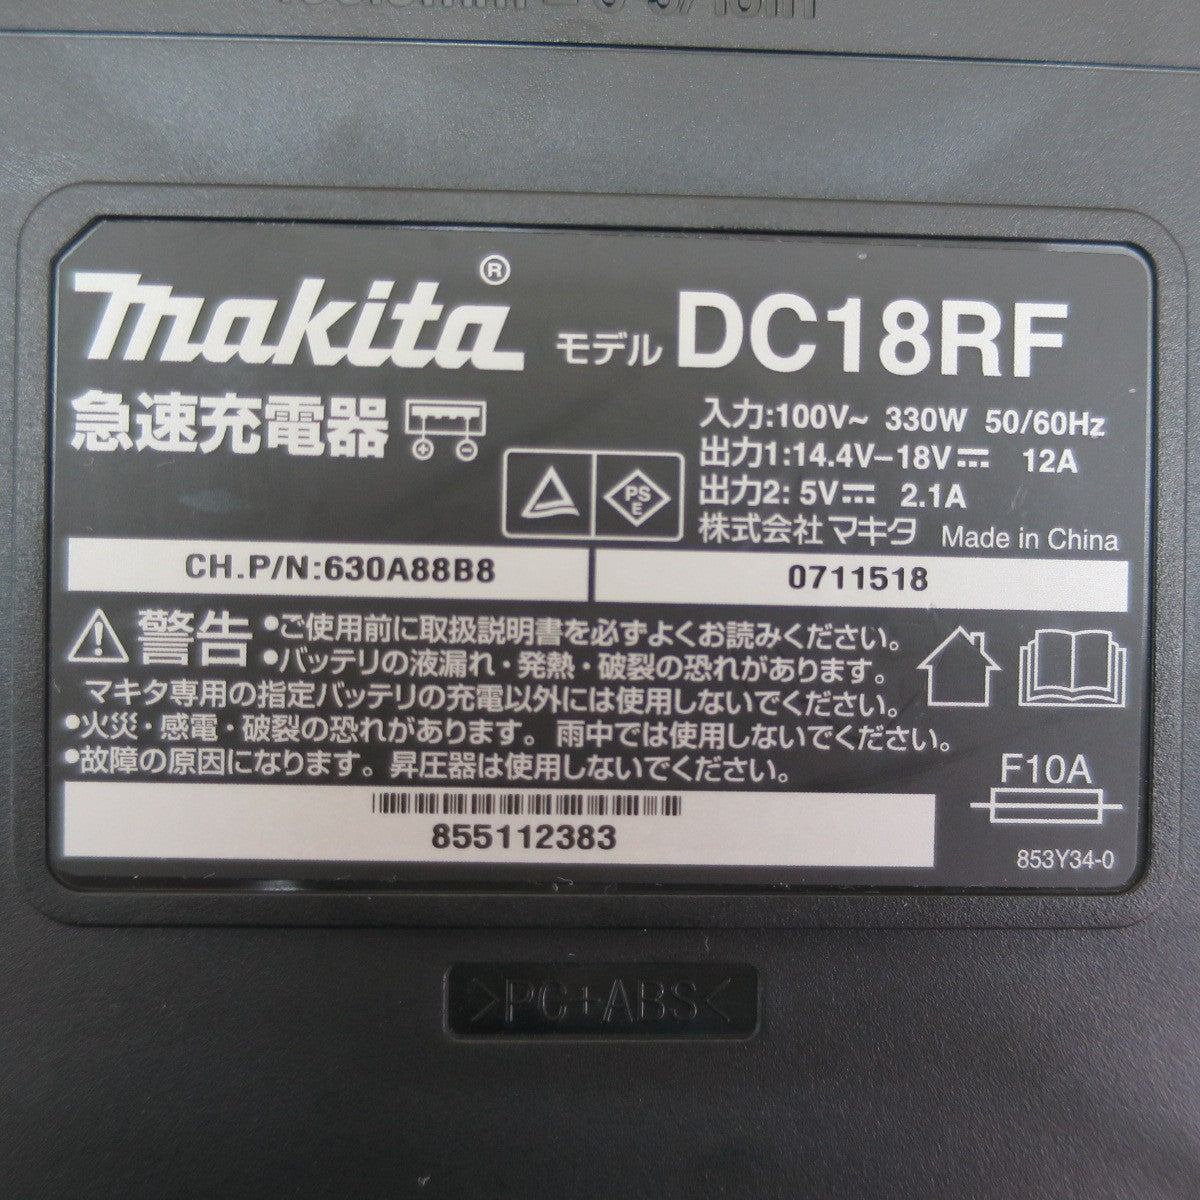 makita®
モデル DC18RF
急速充電器
入力:100V~ 330W 50/60Hz
出力1:14.4V–18V⎓ 12A
出力2: 5V⎓ 2.1A
株式会社マキタ Made in China
PS
E
CH.P/N:630A88B8
0711518
警告
•ご使用前に取扱説明書を必ずよくお読みください。
•バッテリの液漏れ・発熱・破裂の恐れがあります。
マキタ専用の指定バッテリの充電以外には使用しないでください。
•火災・感電・破裂の恐れがあります。雨中では使用しないでください。
•故障の原因になります。昇圧器は使用しないでください。
F10A
855112383
853Y34-0
>PC+ABS<